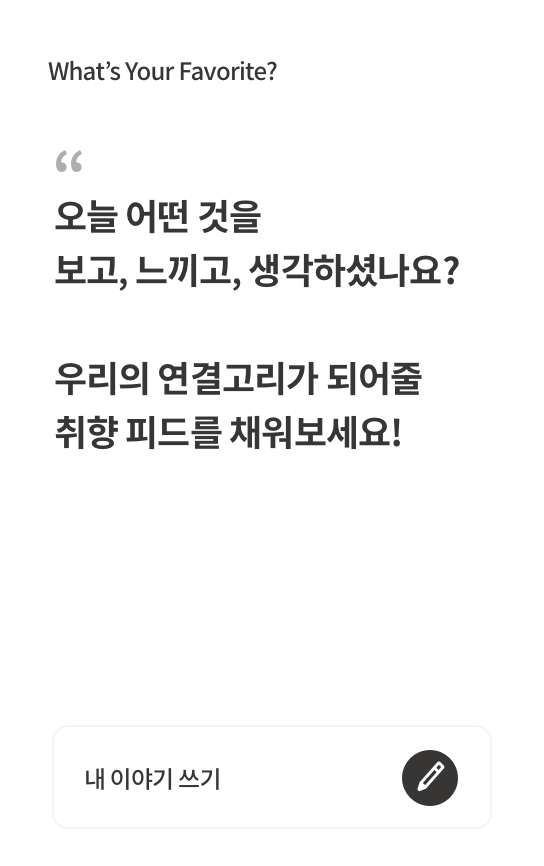 What’s Your Favorite?
“
오늘 어떤 것을
보고, 느끼고, 생각하셨나요?
우리의 연결고리가 되어줄
취향 피드를 채워보세요!
내 이야기 쓰기